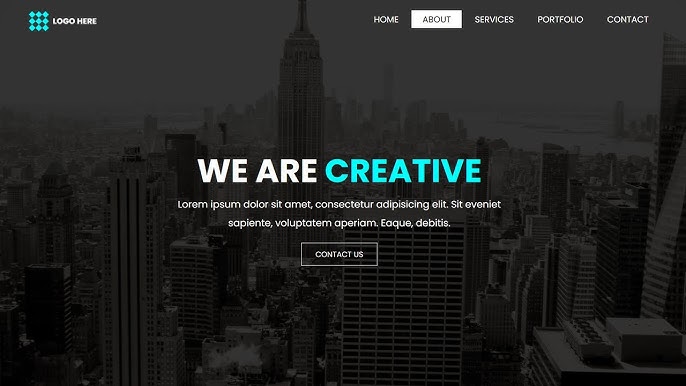 LOGO HERE
HOME ABOUT SERVICES PORTFOLIO CONTACT
WE ARE CREATIVE
Lorem ipsum dolor sit amet, consectetur adipisicing elit. Sit eveniet
sapiente, voluptatem aperiam. Eaque, debitis.
CONTACT US